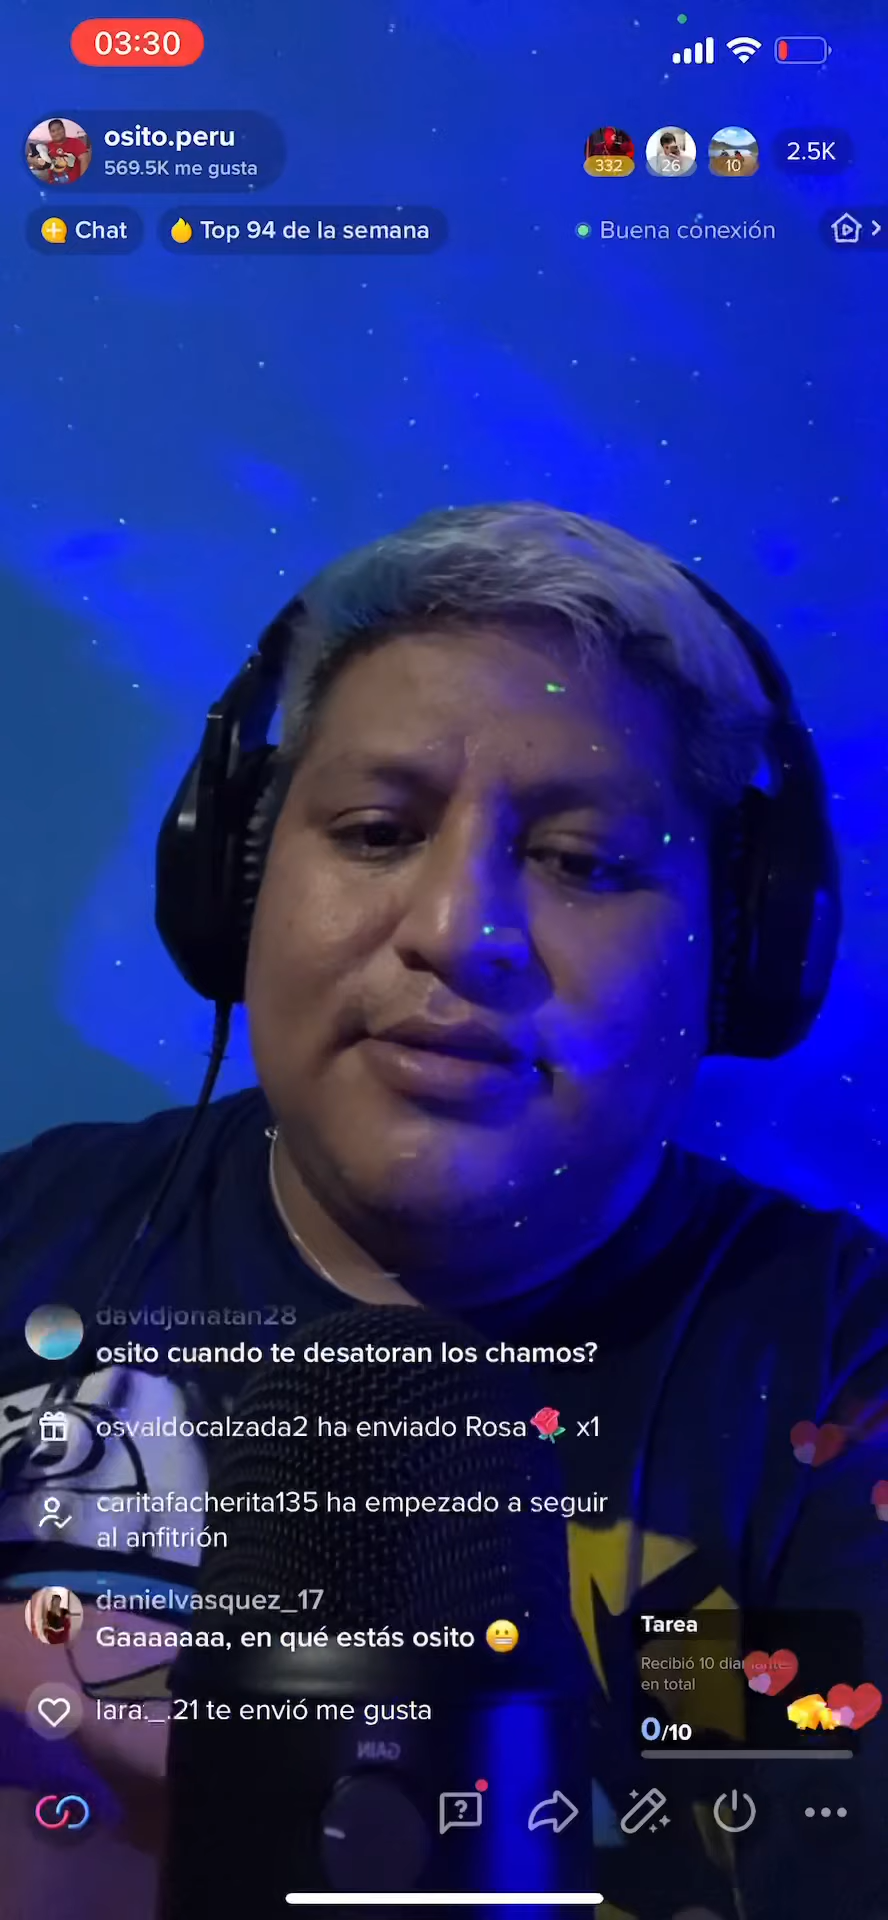 03:30
osito.peru
569.5K me gusta
332
26
10
2.5K
Chat
Top 94 de la semana
Buena conexión
davidjonatan28
osito cuando te desatoran los chamos?
osvaldocalzada2 ha enviado Rosa🌹 x1
caritafacherita135 ha empezado a seguir
al anfitrión
danielvasquez_17
Gaaaaaaa, en qué estás osito 😬
lara._.21 te envió me gusta
Tarea
Recibió 10 diamantes
en total
0/10
GAIN